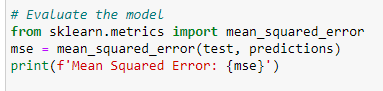 # Evaluate the model
from sklearn.metrics import mean_squared_error
mse = mean_squared_error(test, predictions)
print(f'Mean Squared Error: {mse}')